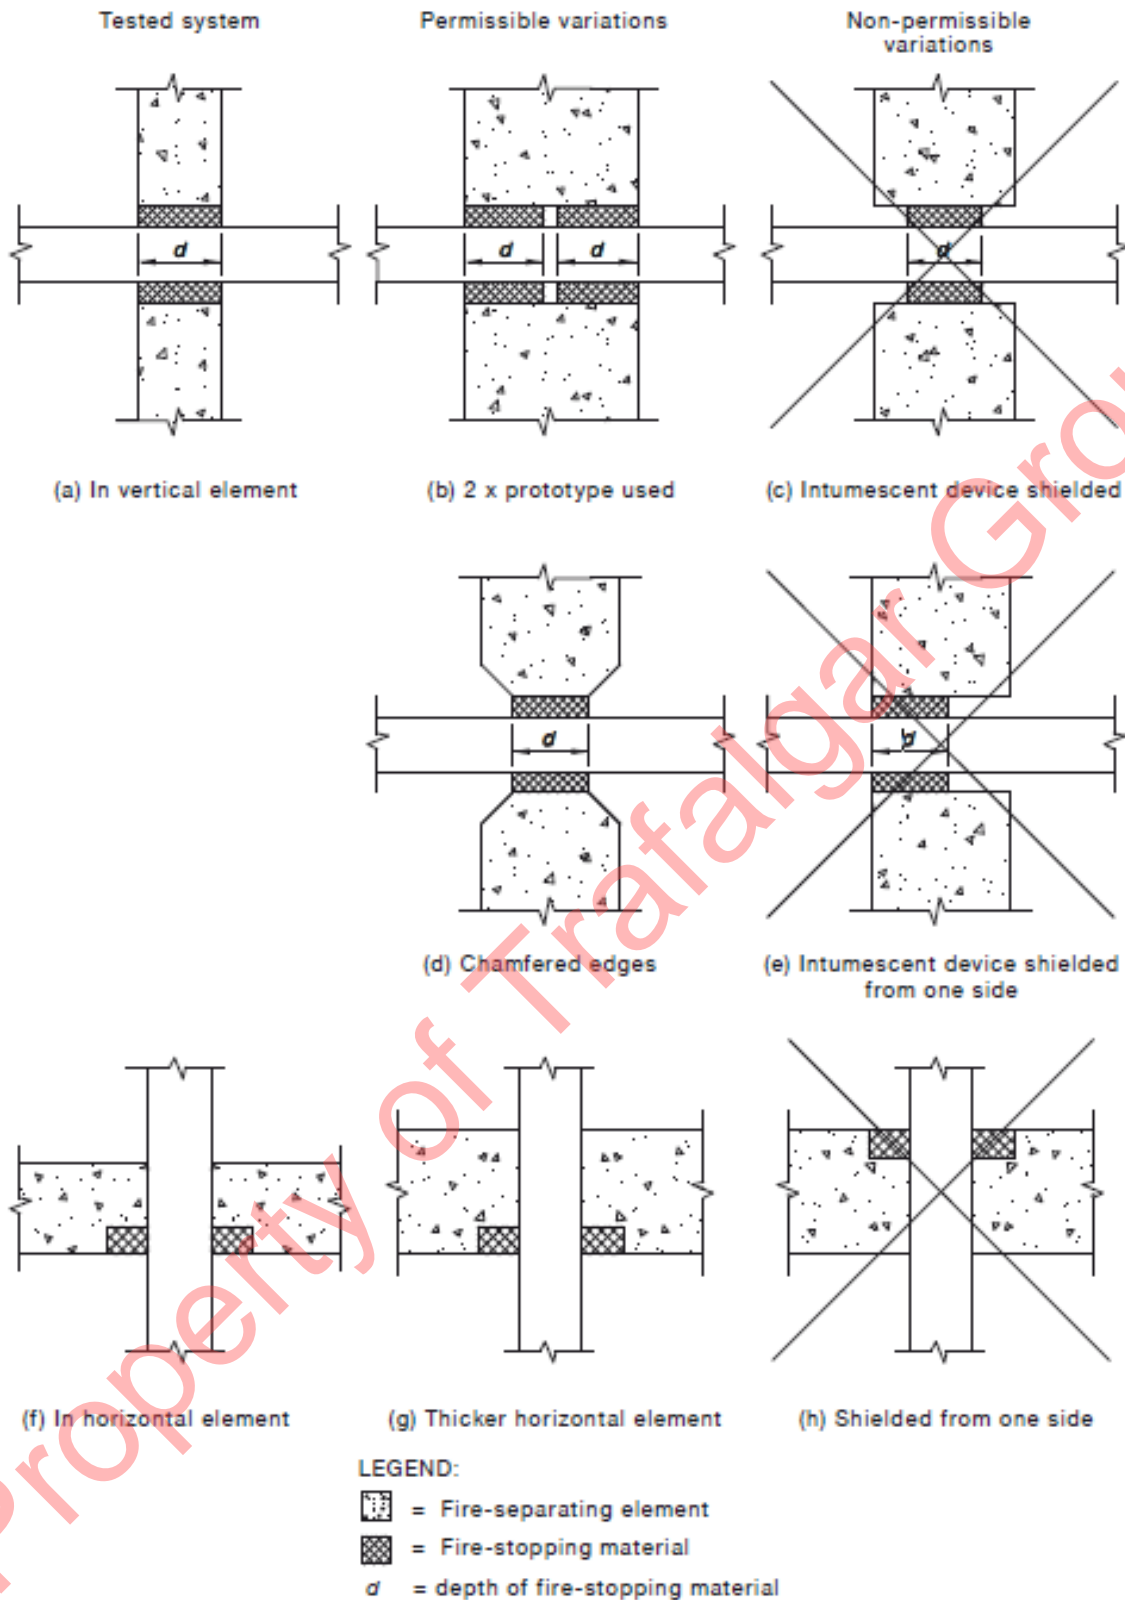 Tested system
Permissible variations
Non-permissible
variations
d
d
d
d
(a) In vertical element
(b) 2 x prototype used
(c) Intumescent device shielded
d
d
(d) Chamfered edges
(e) Intumescent device shielded
from one side
(f) In horizontal element
(g) Thicker horizontal element
(h) Shielded from one side
LEGEND:
= Fire-separating element
= Fire-stopping material
d = depth of fire-stopping material
Property of Trafalgar Grou